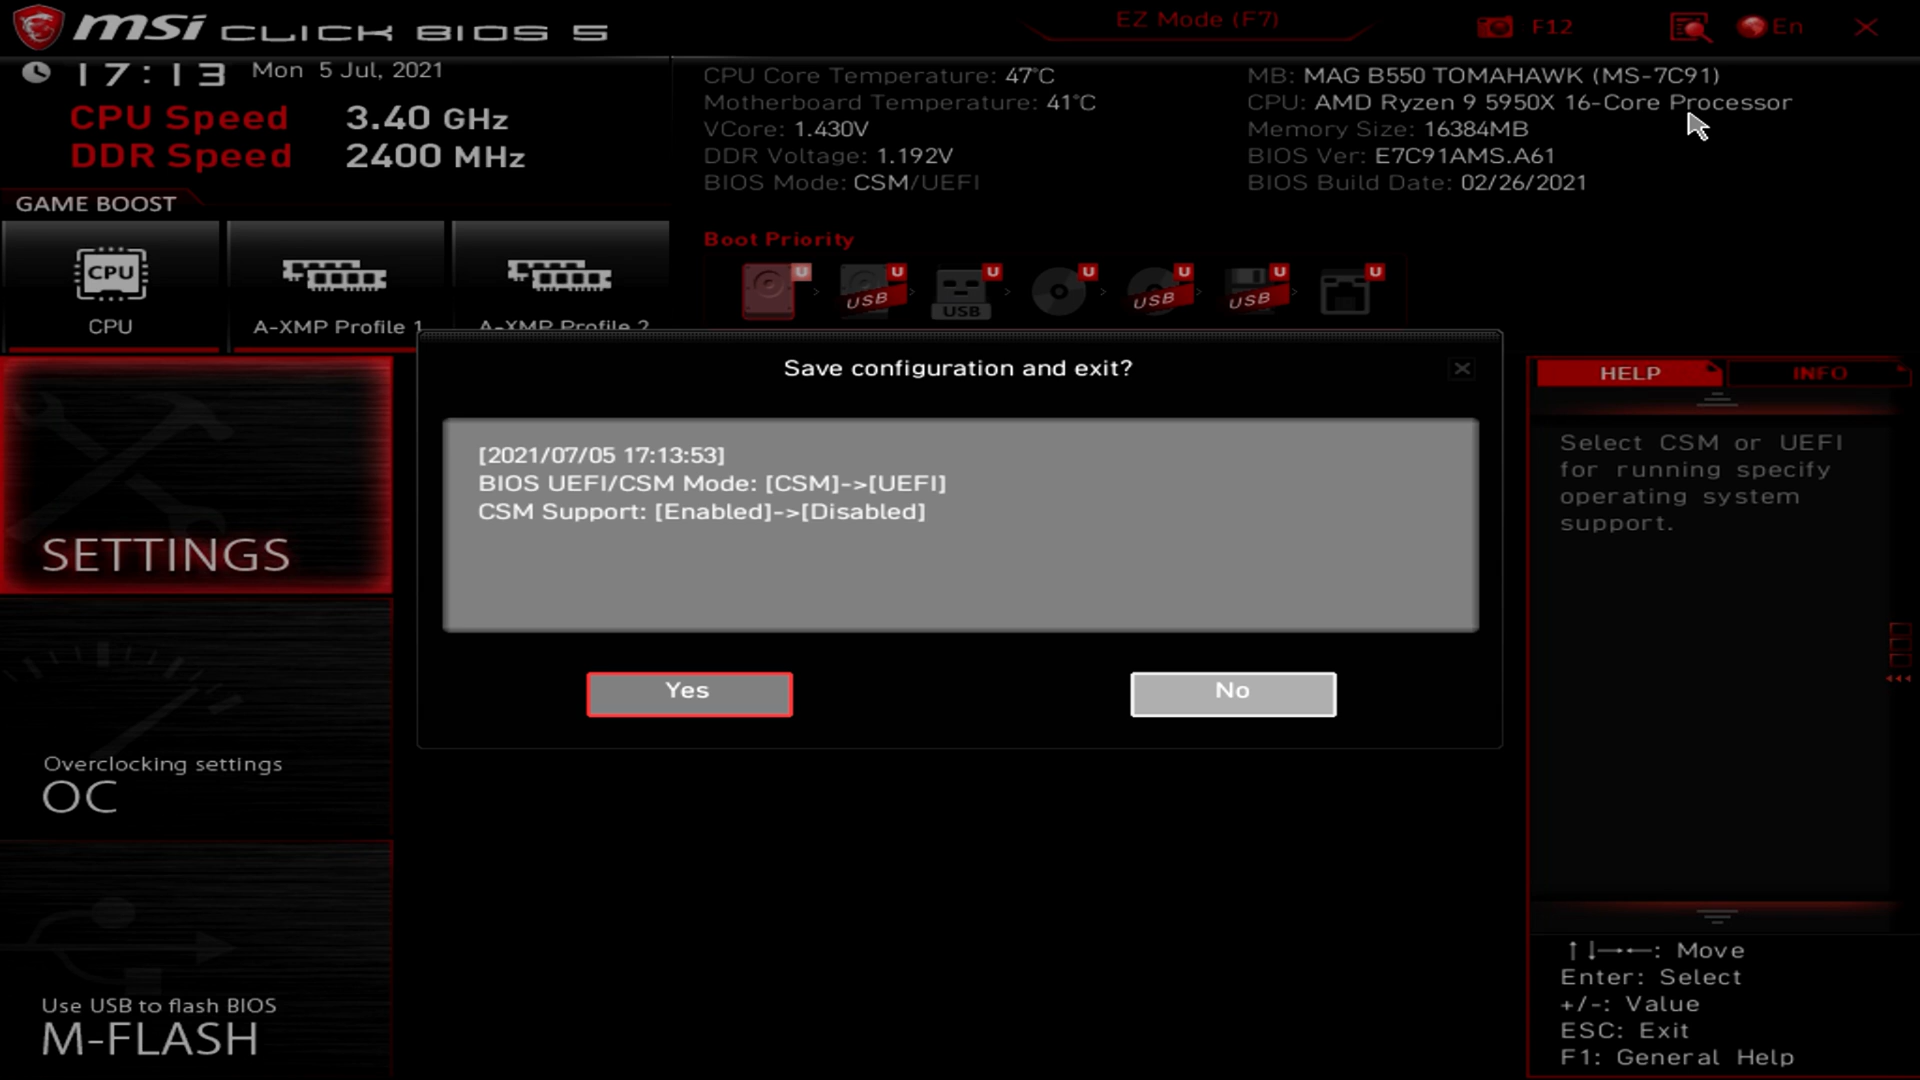 msi CLICK BIOS 5
EZ Mode (F7)
F12
En
17:13 Mon 5 Jul, 2021
CPU Speed 3.40 GHz
DDR Speed 2400 MHz
CPU Core Temperature: 47°C
Motherboard Temperature: 41°C
VCore: 1.430V
DDR Voltage: 1.192V
BIOS Mode: CSM/UEFI
MB: MAG B550 TOMAHAWK (MS-7C91)
CPU: AMD Ryzen 9 5950X 16-Core Processor
Memory Size: 16384MB
BIOS Ver: E7C91AMS.A61
BIOS Build Date: 02/26/2021
GAME BOOST
CPU
CPU
A-XMP Profile 1
A-XMP Profile 2
Boot Priority
U U U U U U U
USB USB USB USB
Save configuration and exit?
[2021/07/05 17:13:53]
BIOS UEFI/CSM Mode: [CSM]->[UEFI]
CSM Support: [Enabled]->[Disabled]
Yes
No
SETTINGS
Overclocking settings
OC
Use USB to flash BIOS
M-FLASH
HELP
INFO
Select CSM or UEFI
for running specify
operating system
support.
↑↓→←: Move
Enter: Select
+/-: Value
ESC: Exit
F1: General Help